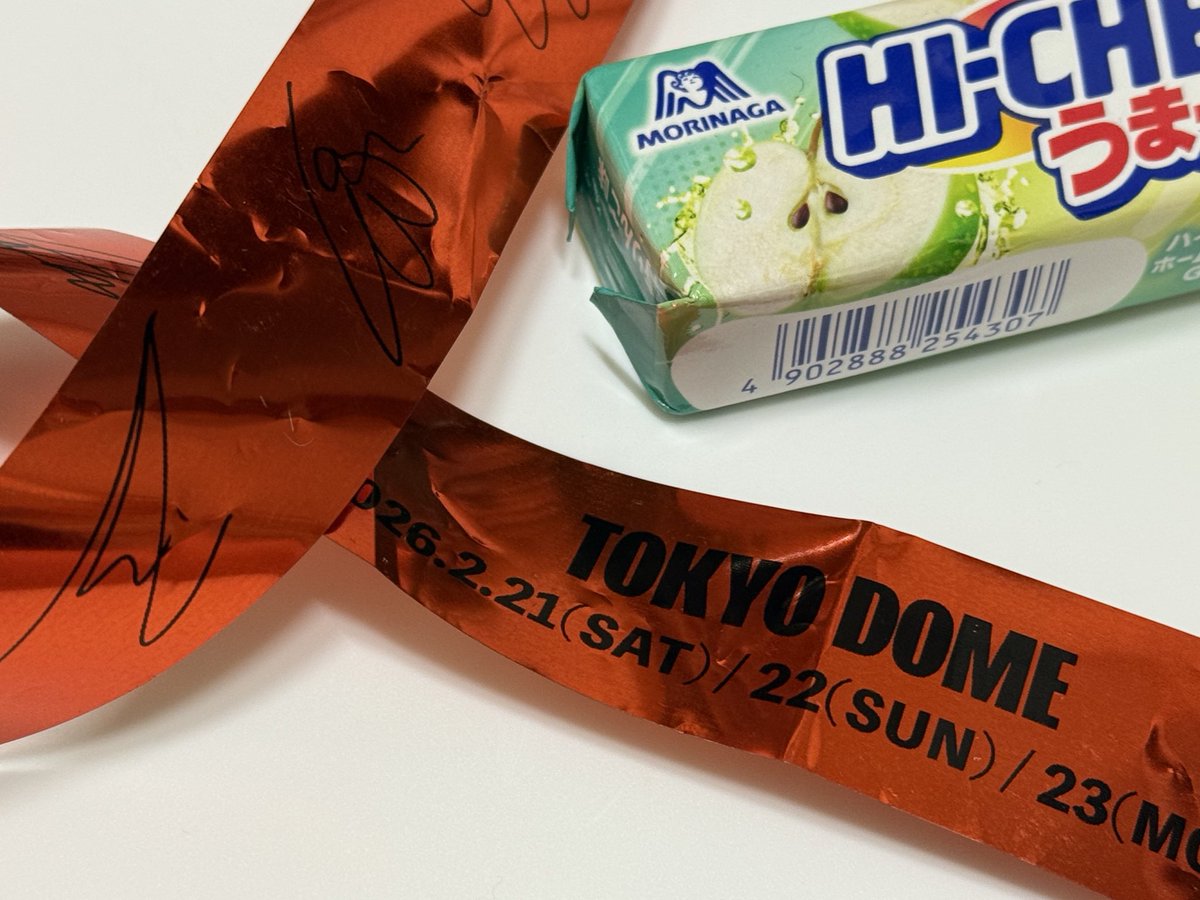 MORINAGA
HI-CHE
うま
4 902888 254307
TOKYO DOME
026.2.21(SAT)/22(SUN)/23(MO